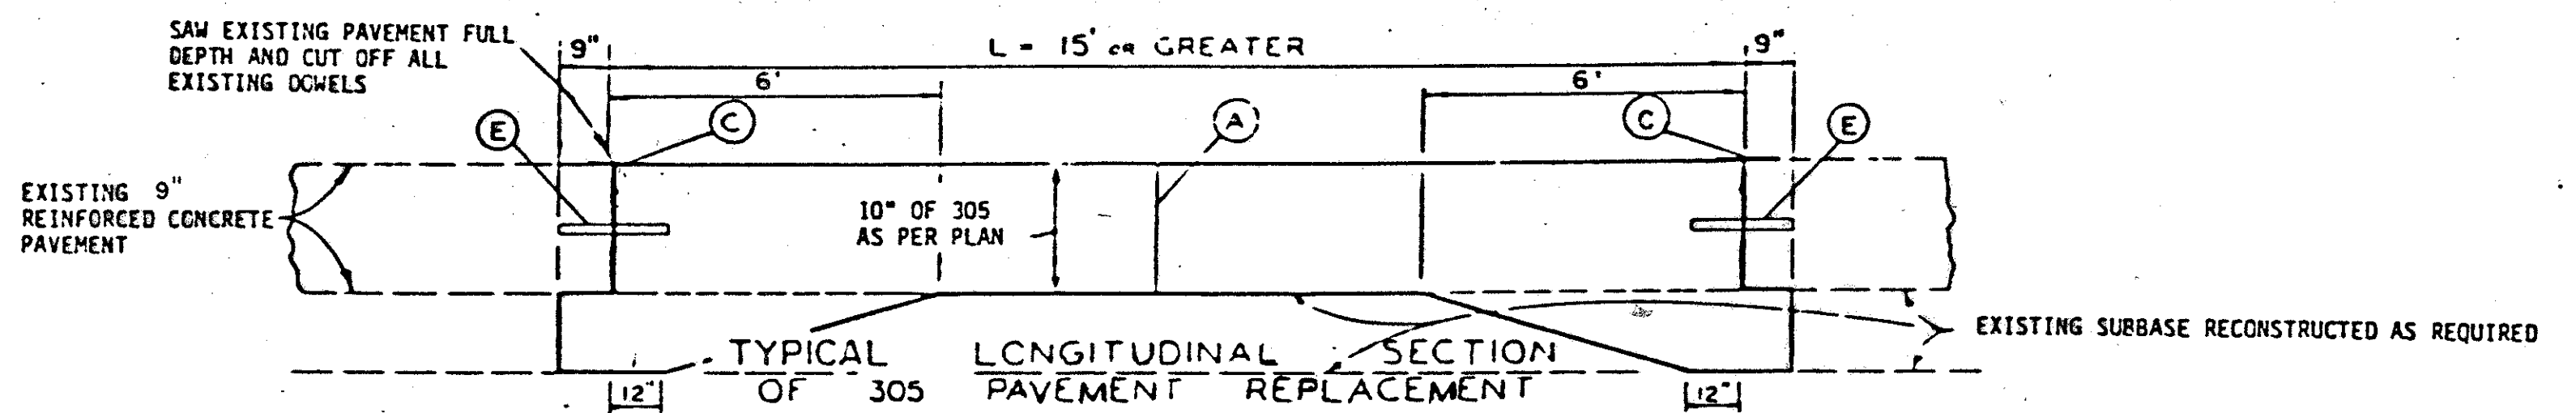 SAW EXISTING PAVEMENT FULL
DEPTH AND CUT OFF ALL
EXISTING DOWELS
9"
L - 15' OR GREATER
9"
6'
6'
E
C
A
C
E
EXISTING 9"
REINFORCED CONCRETE
PAVEMENT
10" OF 305
AS PER PLAN
EXISTING SUBBASE RECONSTRUCTED AS REQUIRED
TYPICAL LONGITUDINAL SECTION
OF 305 PAVEMENT REPLACEMENT
12"
12"